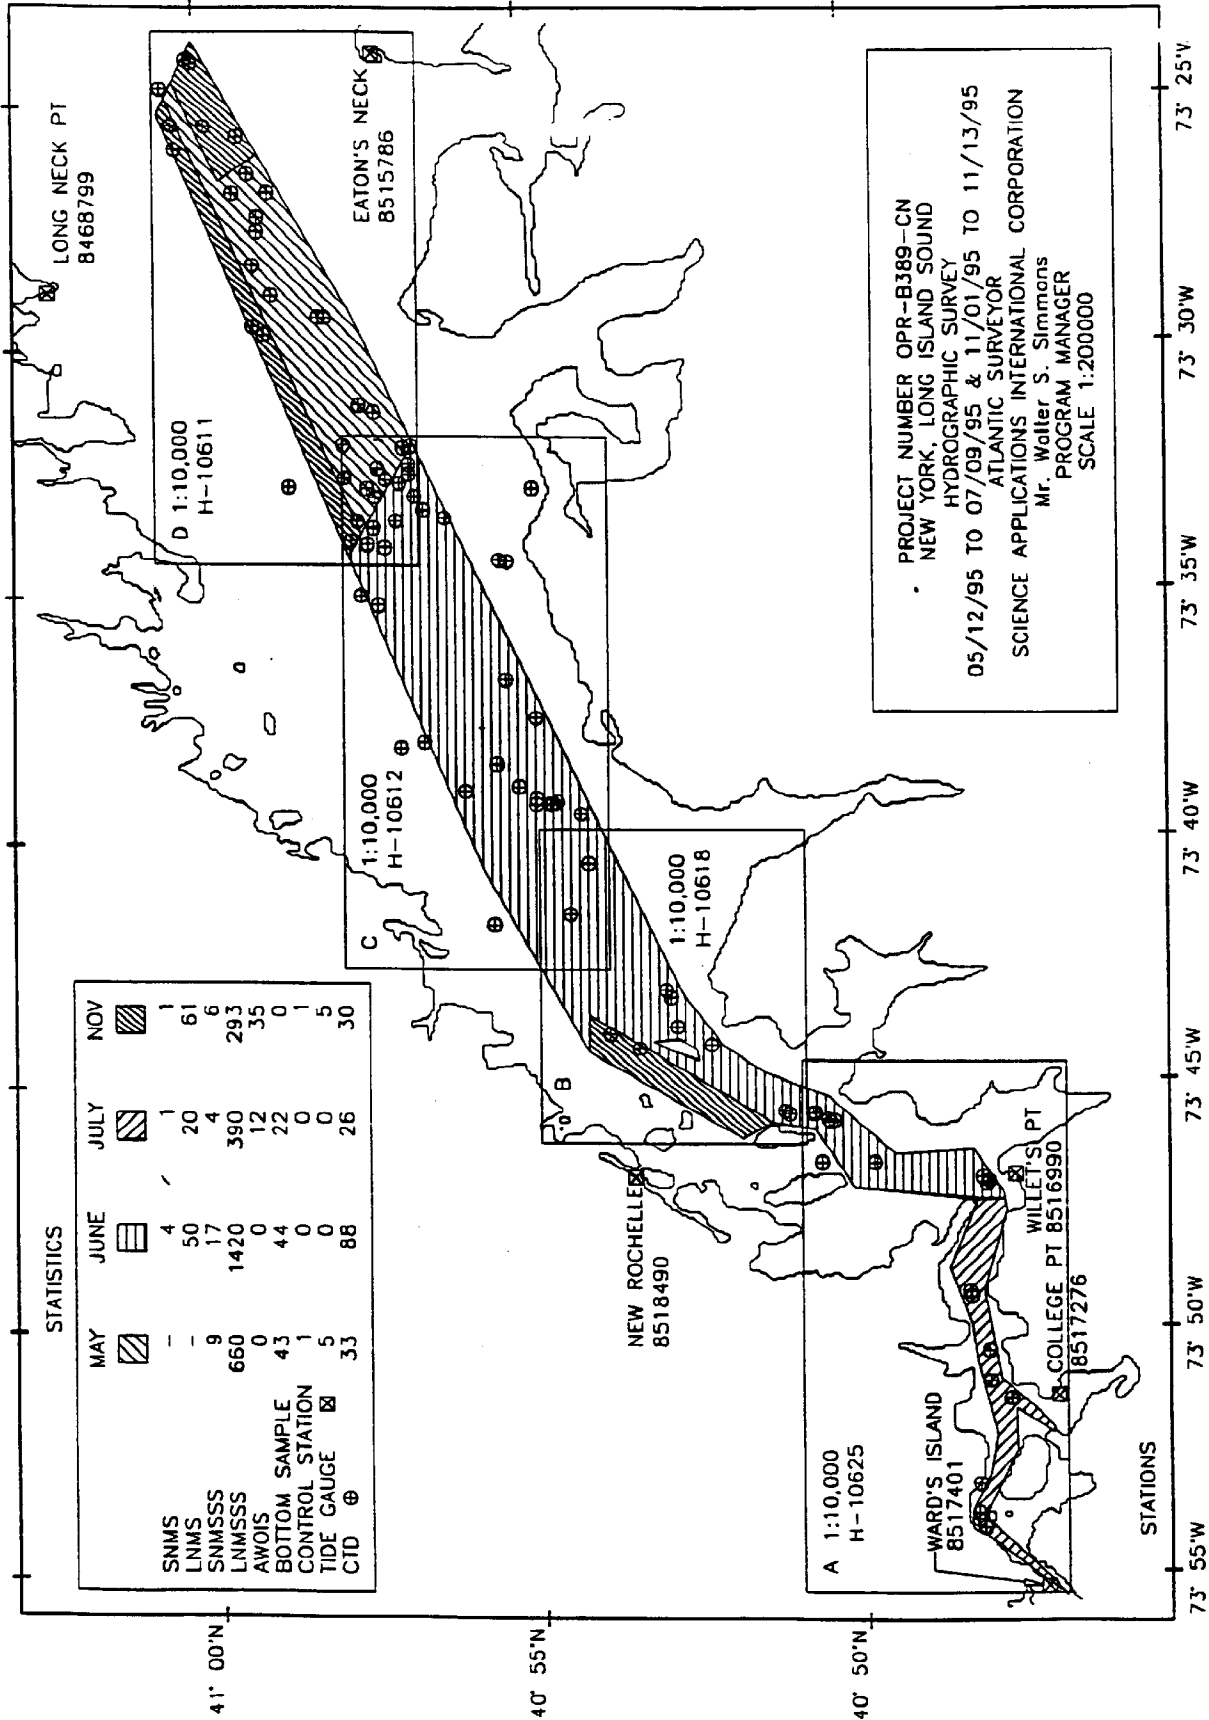 STATISTICS
MAY JUNE JULY NOV
SNMS - 4 1 1
LNMS - 50 20 61
SNMSSS 9 17 4 6
LNMSSS 660 1420 390 293
AWOIS 0 0 12 35
BOTTOM SAMPLE 43 44 22 0
CONTROL STATION 1 0 0 1
TIDE GAUGE 5 0 0 5
CTD ⊕ 33 88 26 30
LONG NECK PT
8468799
EATON'S NECK
8515786
D 1:10,000
H-10611
C
1:10,000
H-10612
B
1:10,000
H-10618
NEW ROCHELLE
8518490
A 1:10,000
H-10625
WARD'S ISLAND
8517401
COLLEGE PT
8517276
WILLET'S PT
8516990
STATIONS
PROJECT NUMBER OPR-B389-CN
NEW YORK, LONG ISLAND SOUND
HYDROGRAPHIC SURVEY
05/12/95 TO 07/09/95 & 11/01/95 TO 11/13/95
ATLANTIC SURVEYOR
SCIENCE APPLICATIONS INTERNATIONAL CORPORATION
Mr. Walter S. Simmons
PROGRAM MANAGER
SCALE 1:200000
41° 00'N
40° 55'N
40° 50'N
73° 55'W
73° 50'W
73° 45'W
73° 40'W
73° 35'W
73° 30'W
73° 25'W